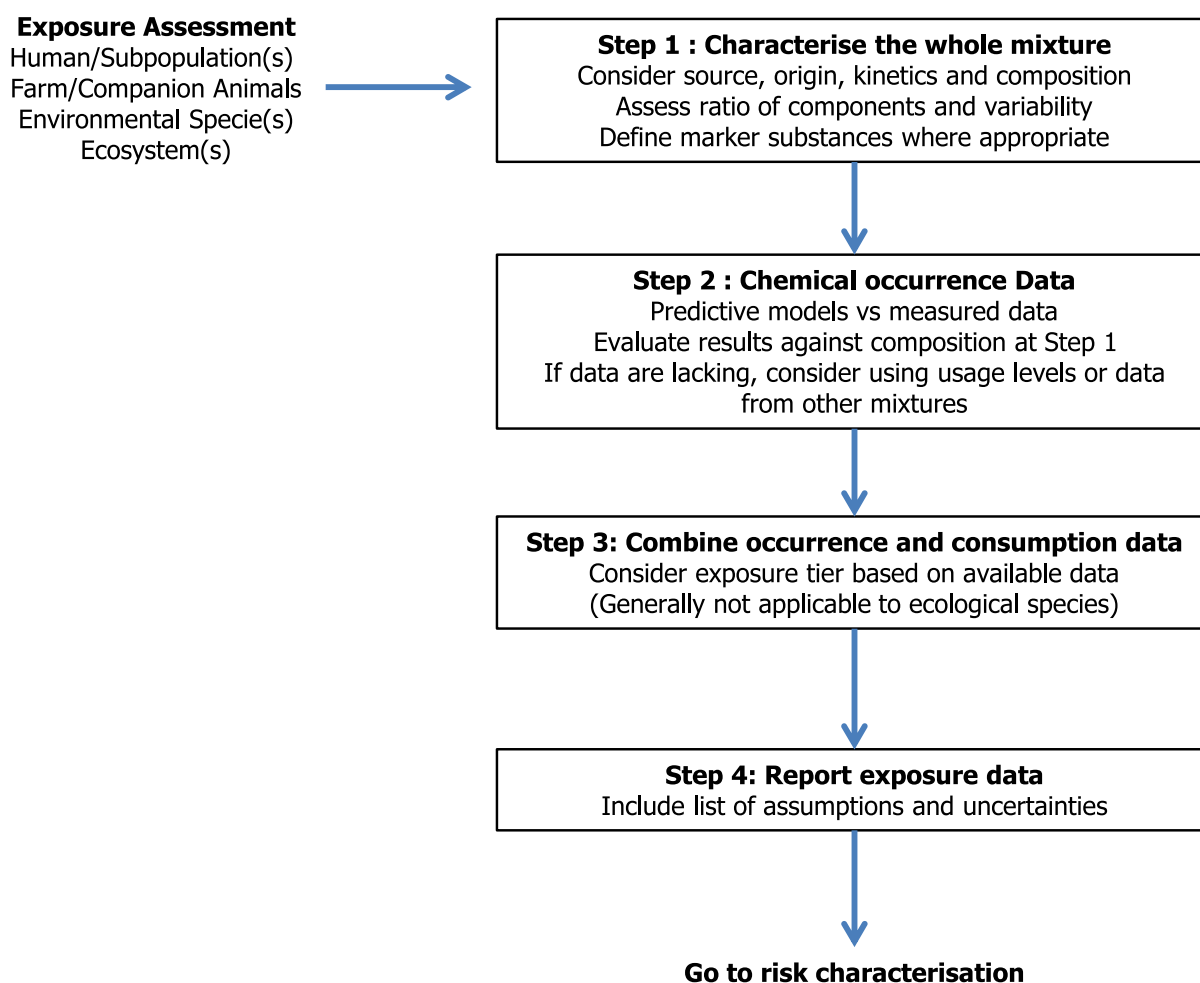 Exposure Assessment
Human/Subpopulation(s)
Farm/Companion Animals
Environmental Specie(s)
Ecosystem(s)
Step 1 : Characterise the whole mixture
Consider source, origin, kinetics and composition
Assess ratio of components and variability
Define marker substances where appropriate
Step 2 : Chemical occurrence Data
Predictive models vs measured data
Evaluate results against composition at Step 1
If data are lacking, consider using usage levels or data
from other mixtures
Step 3: Combine occurrence and consumption data
Consider exposure tier based on available data
(Generally not applicable to ecological species)
Step 4: Report exposure data
Include list of assumptions and uncertainties
Go to risk characterisation